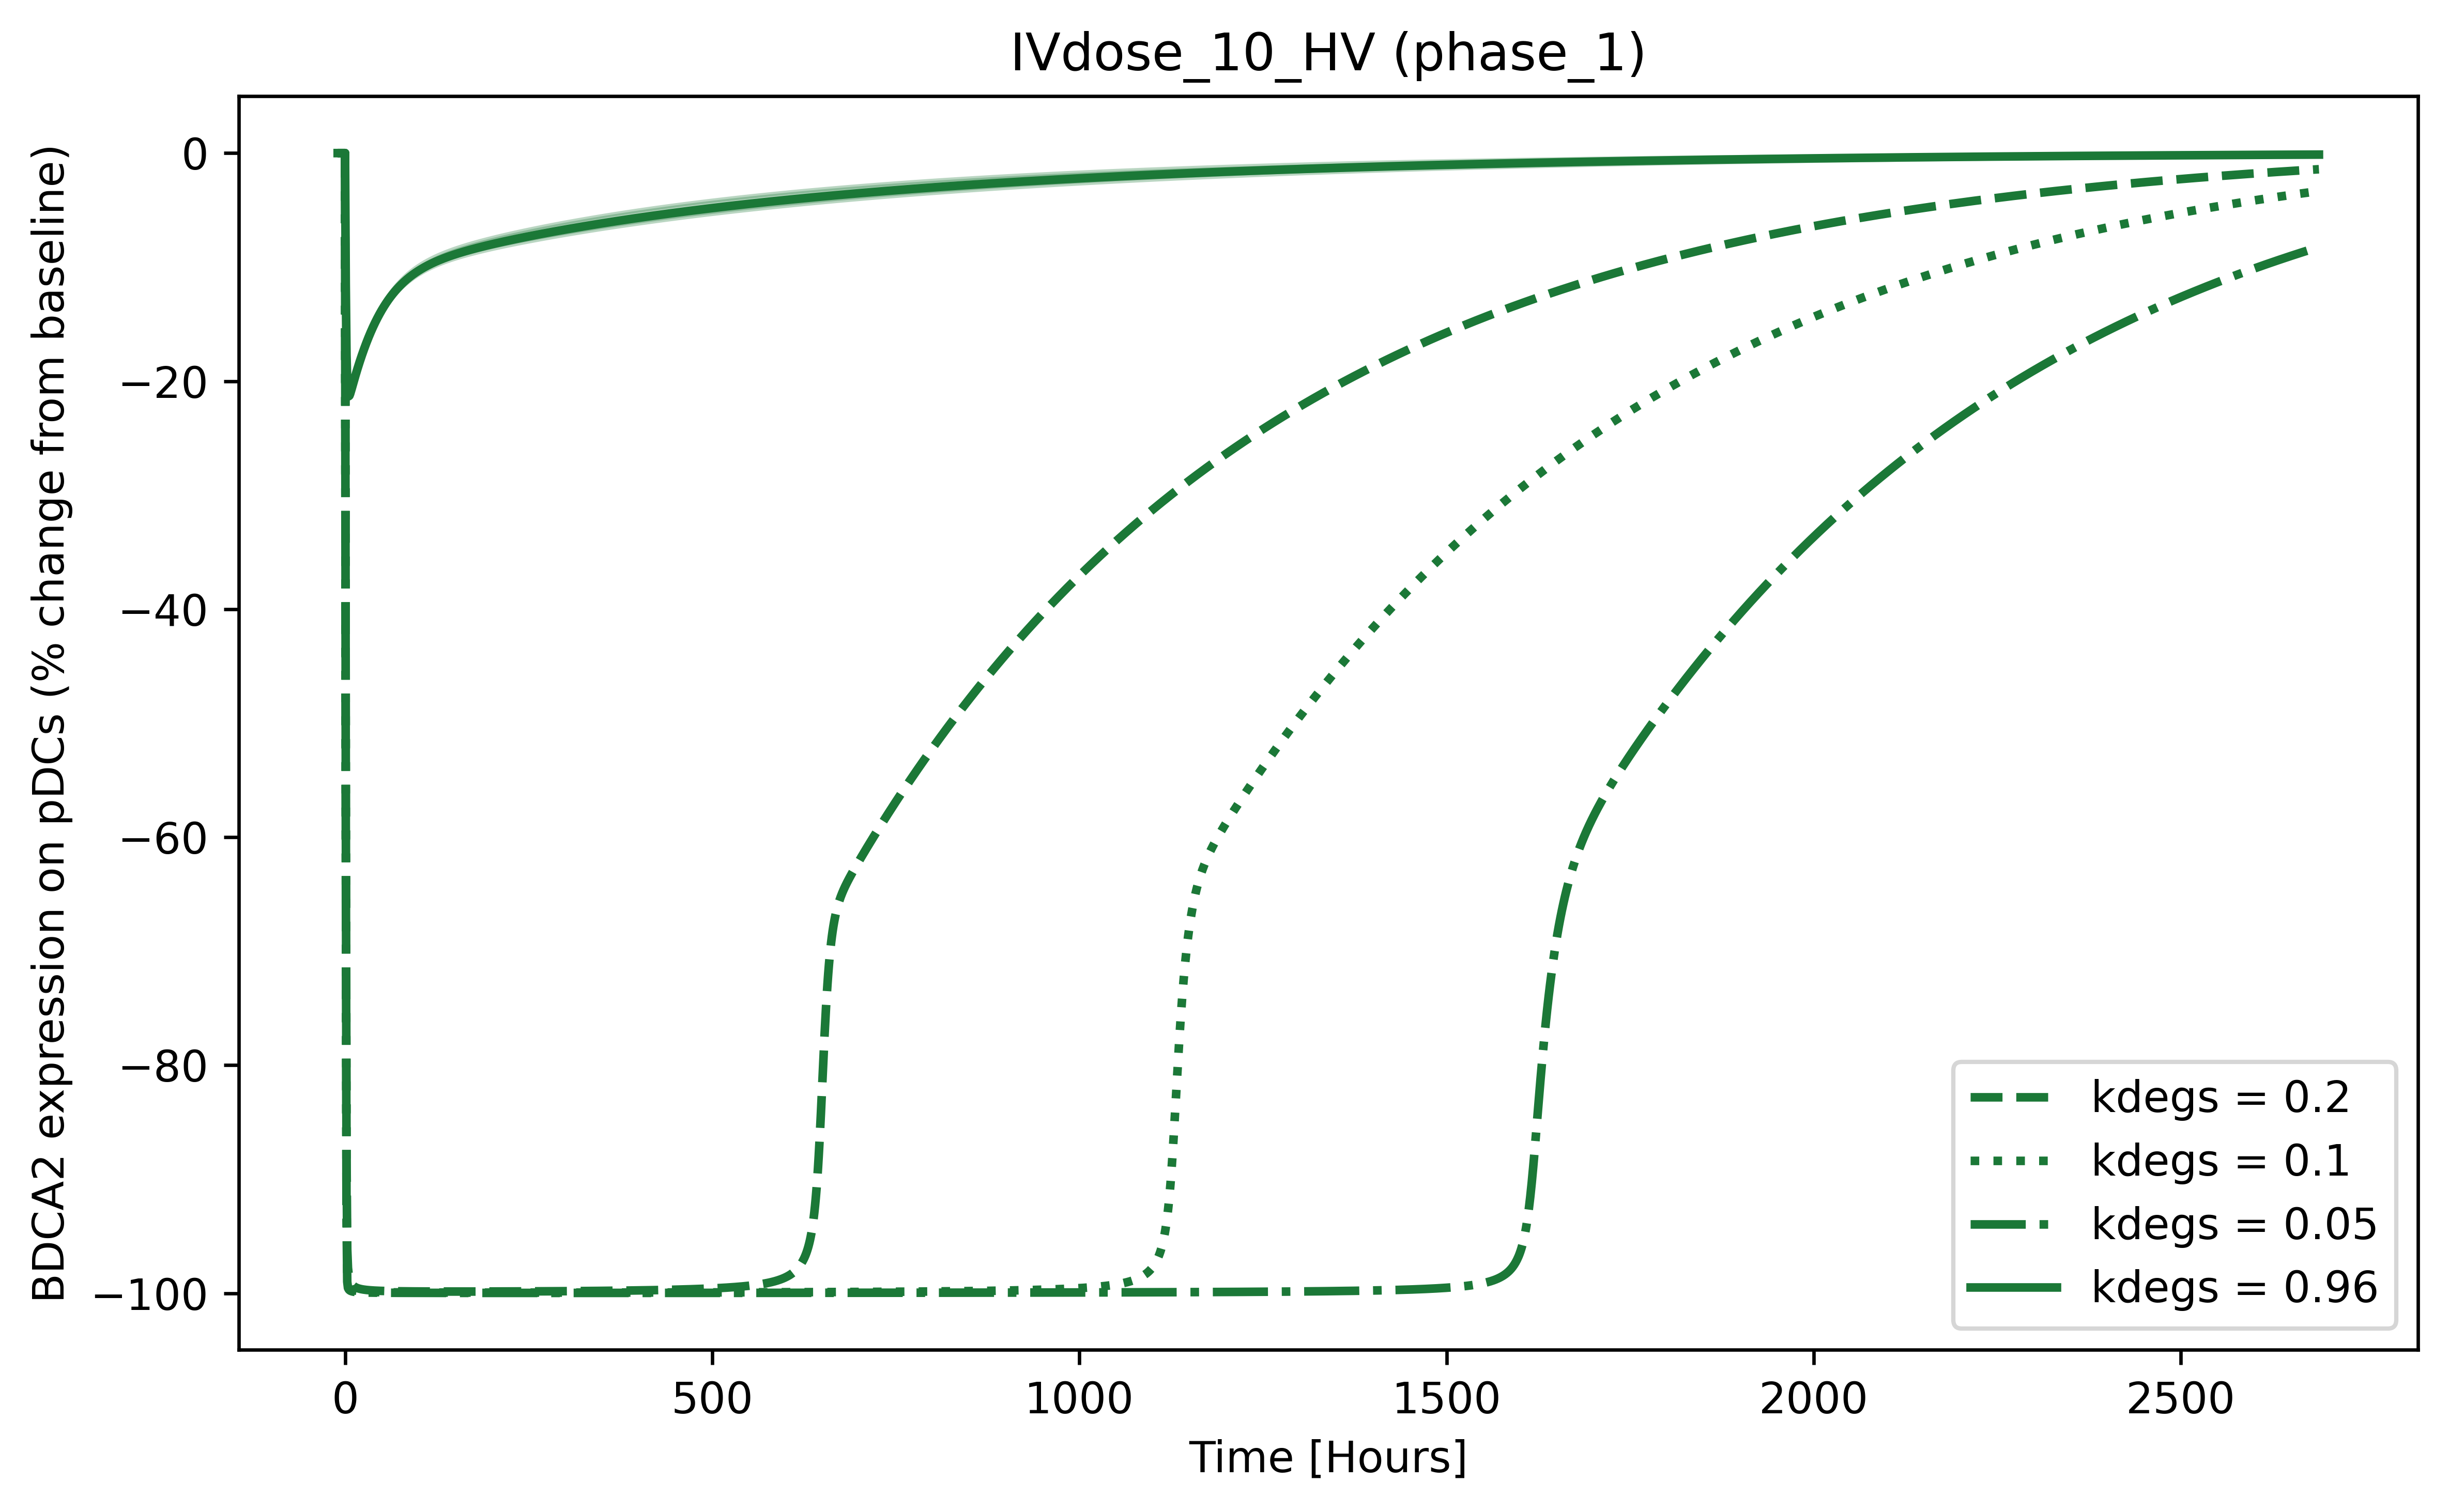 IVdose_10_HV (phase_1)
BDCA2 expression on pDCs (% change from baseline)
0
−20
−40
−60
−80
−100
0
500
1000
1500
2000
2500
Time [Hours]
kdegs = 0.2
kdegs = 0.1
kdegs = 0.05
kdegs = 0.96